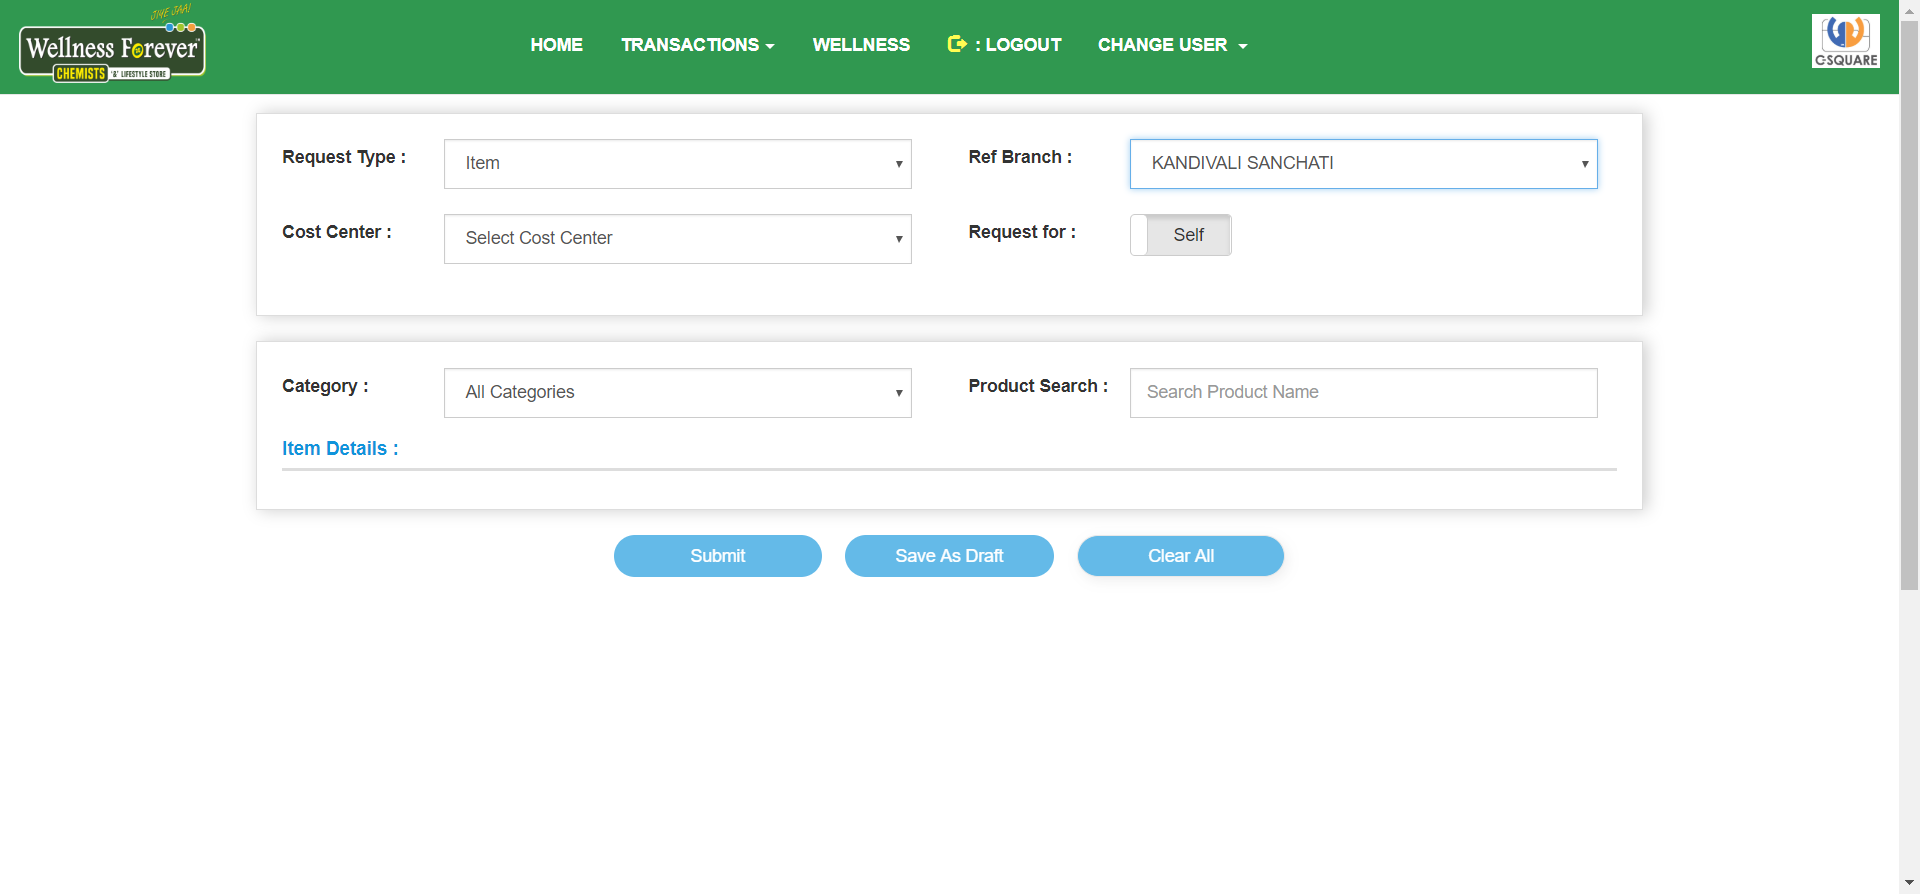 JIYE JAA!
Wellness Forever
CHEMISTS '&' LIFESTYLE STORE
HOME TRANSACTIONS WELLNESS : LOGOUT CHANGE USER
C-SQUARE
Request Type : Item Ref Branch : KANDIVALI SANCHATI
Cost Center : Select Cost Center Request for : Self
Category : All Categories Product Search : Search Product Name
Item Details :
Submit Save As Draft Clear All